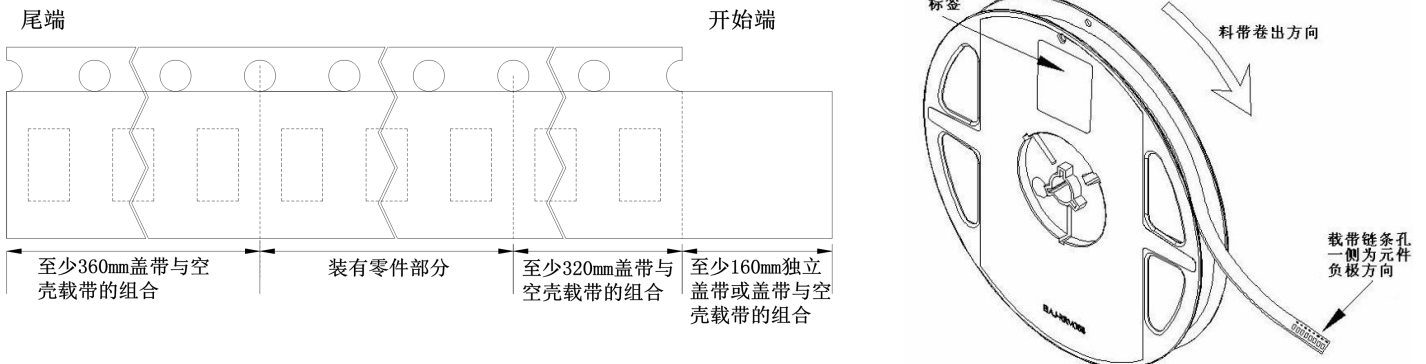 尾端
开始端
至少360mm盖带与空
壳载带的组合
装有零件部分
至少320mm盖带与
空壳载带的组合
至少160mm独立
盖带或盖带与空
壳载带的组合
标签
料带卷出方向
载带链条孔
一侧为元件
负极方向